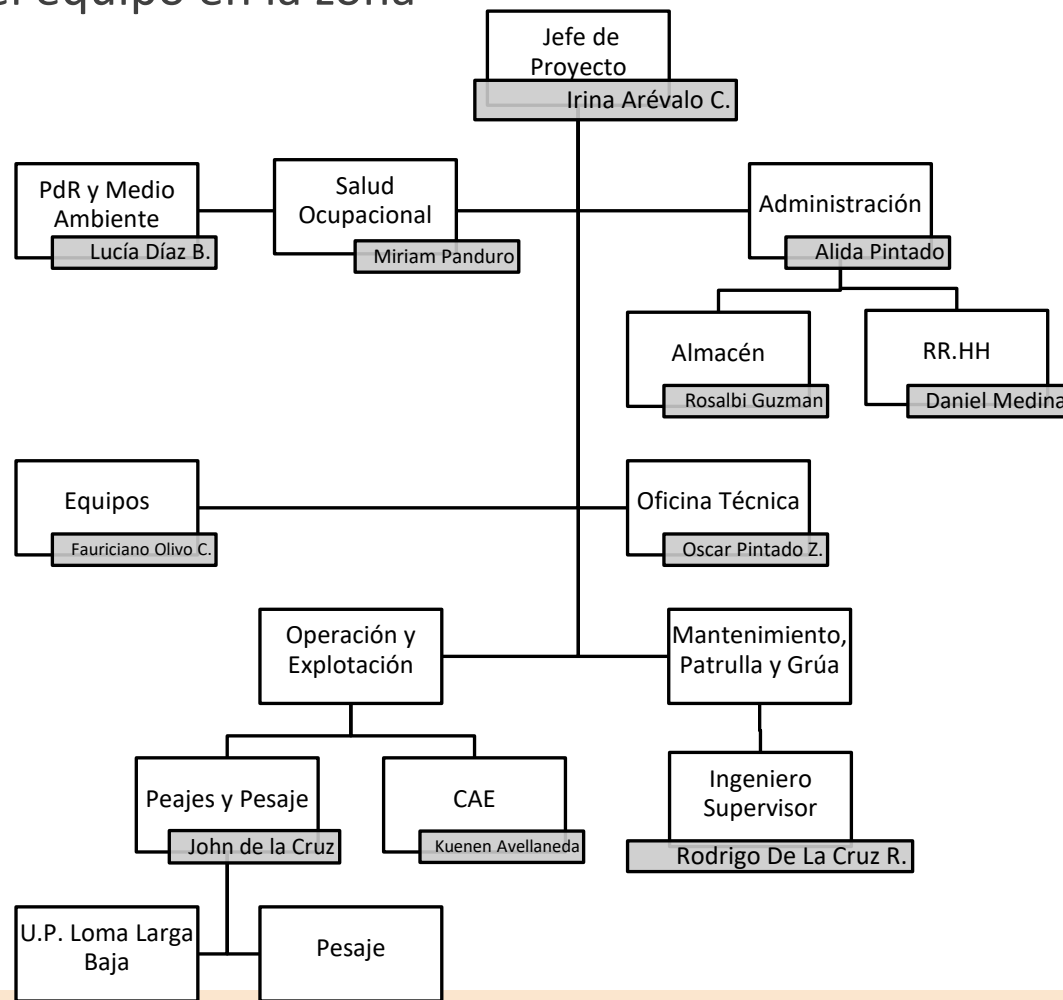 el equipo en la zona
Jefe de
Proyecto
Irina Arévalo C.
PdR y Medio
Ambiente
Lucía Díaz B.
Salud
Ocupacional
Miriam Panduro
Administración
Alida Pintado
Almacén
Rosalbi Guzman
RR.HH
Daniel Medina
Equipos
Fauriciano Olivo C.
Oficina Técnica
Oscar Pintado Z.
Operación y
Explotación
Mantenimiento,
Patrulla y Grúa
Peajes y Pesaje
John de la Cruz
CAE
Kuenen Avellaneda
Ingeniero
Supervisor
Rodrigo De La Cruz R.
U.P. Loma Larga
Baja
Pesaje